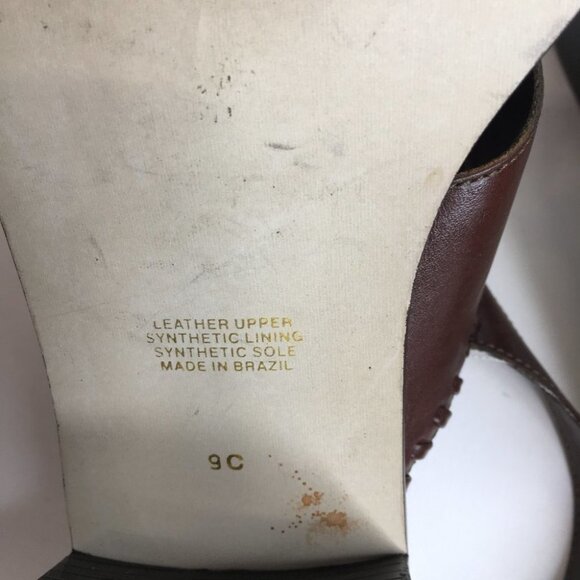 LEATHER UPPER
SYNTHETIC LINING
SYNTHETIC SOLE
MADE IN BRAZIL
9C